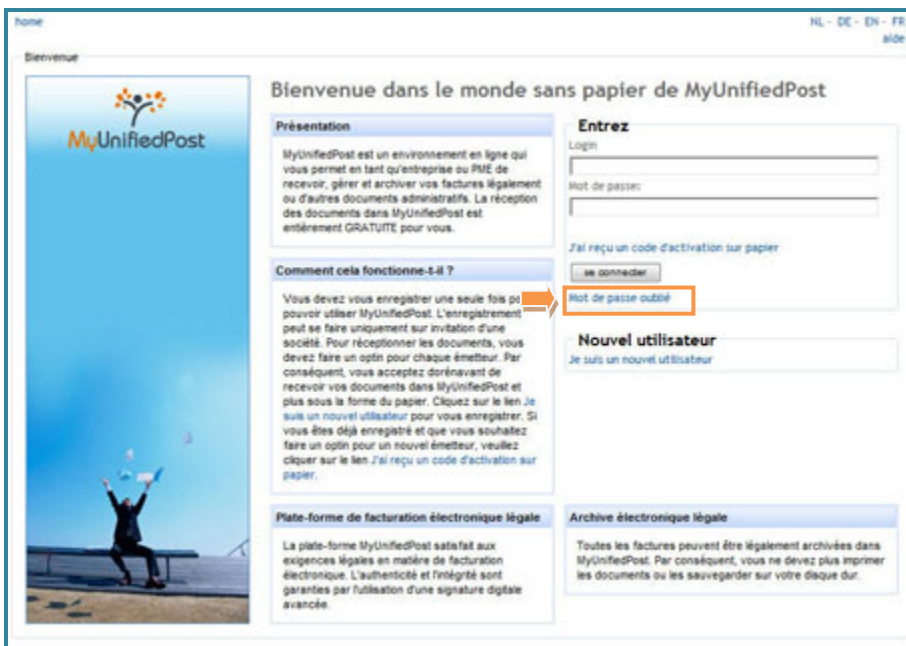 home
NL - DE - EN - FR
aide
Bienvenue
MyUnifiedPost
Bienvenue dans le monde sans papier de MyUnifiedPost
Présentation
MyUnifiedPost est un environnement en ligne qui
vous permet en tant qu'entreprise ou PME de
recevoir, gérer et archiver vos factures légalement
ou d'autres documents administratifs. La réception
des documents dans MyUnifiedPost est
entièrement GRATUITE pour vous.
Comment cela fonctionne-t-il ?
Vous devez vous enregistrer une seule fois
pouvoir utiliser MyUnifiedPost. L'enregistrement
peut se faire uniquement sur invitation d'une
société. Pour réceptionner les documents, vous
devez faire un optin pour chaque émetteur. Par
conséquent, vous acceptez dorénavant de
recevoir vos documents dans MyUnifiedPost et
plus sous la forme du papier. Cliquez sur le lien Je
suis un nouvel utilisateur pour vous enregistrer. Si
vous êtes déjà enregistré et que vous souhaitez
faire un optin pour un nouvel émetteur, veuillez
cliquer sur le lien J'ai reçu un code d'activation sur
papier.
Entrez
Login
Mot de passe:
J'ai reçu un code d'activation sur papier
se connecter
Mot de passe oublié
Nouvel utilisateur
Je suis un nouvel utilisateur
Plate-forme de facturation électronique légale
La plate-forme MyUnifiedPost satisfait aux
exigences légales en matière de facturation
électronique. L'authenticité et l'intégrité sont
garanties par l'utilisation d'une signature digitale
avancée.
Archive électronique légale
Toutes les factures peuvent être légalement archivées dans
MyUnifiedPost. Par conséquent, vous ne devez plus imprimer
les documents ou les sauvegarder sur votre disque dur.